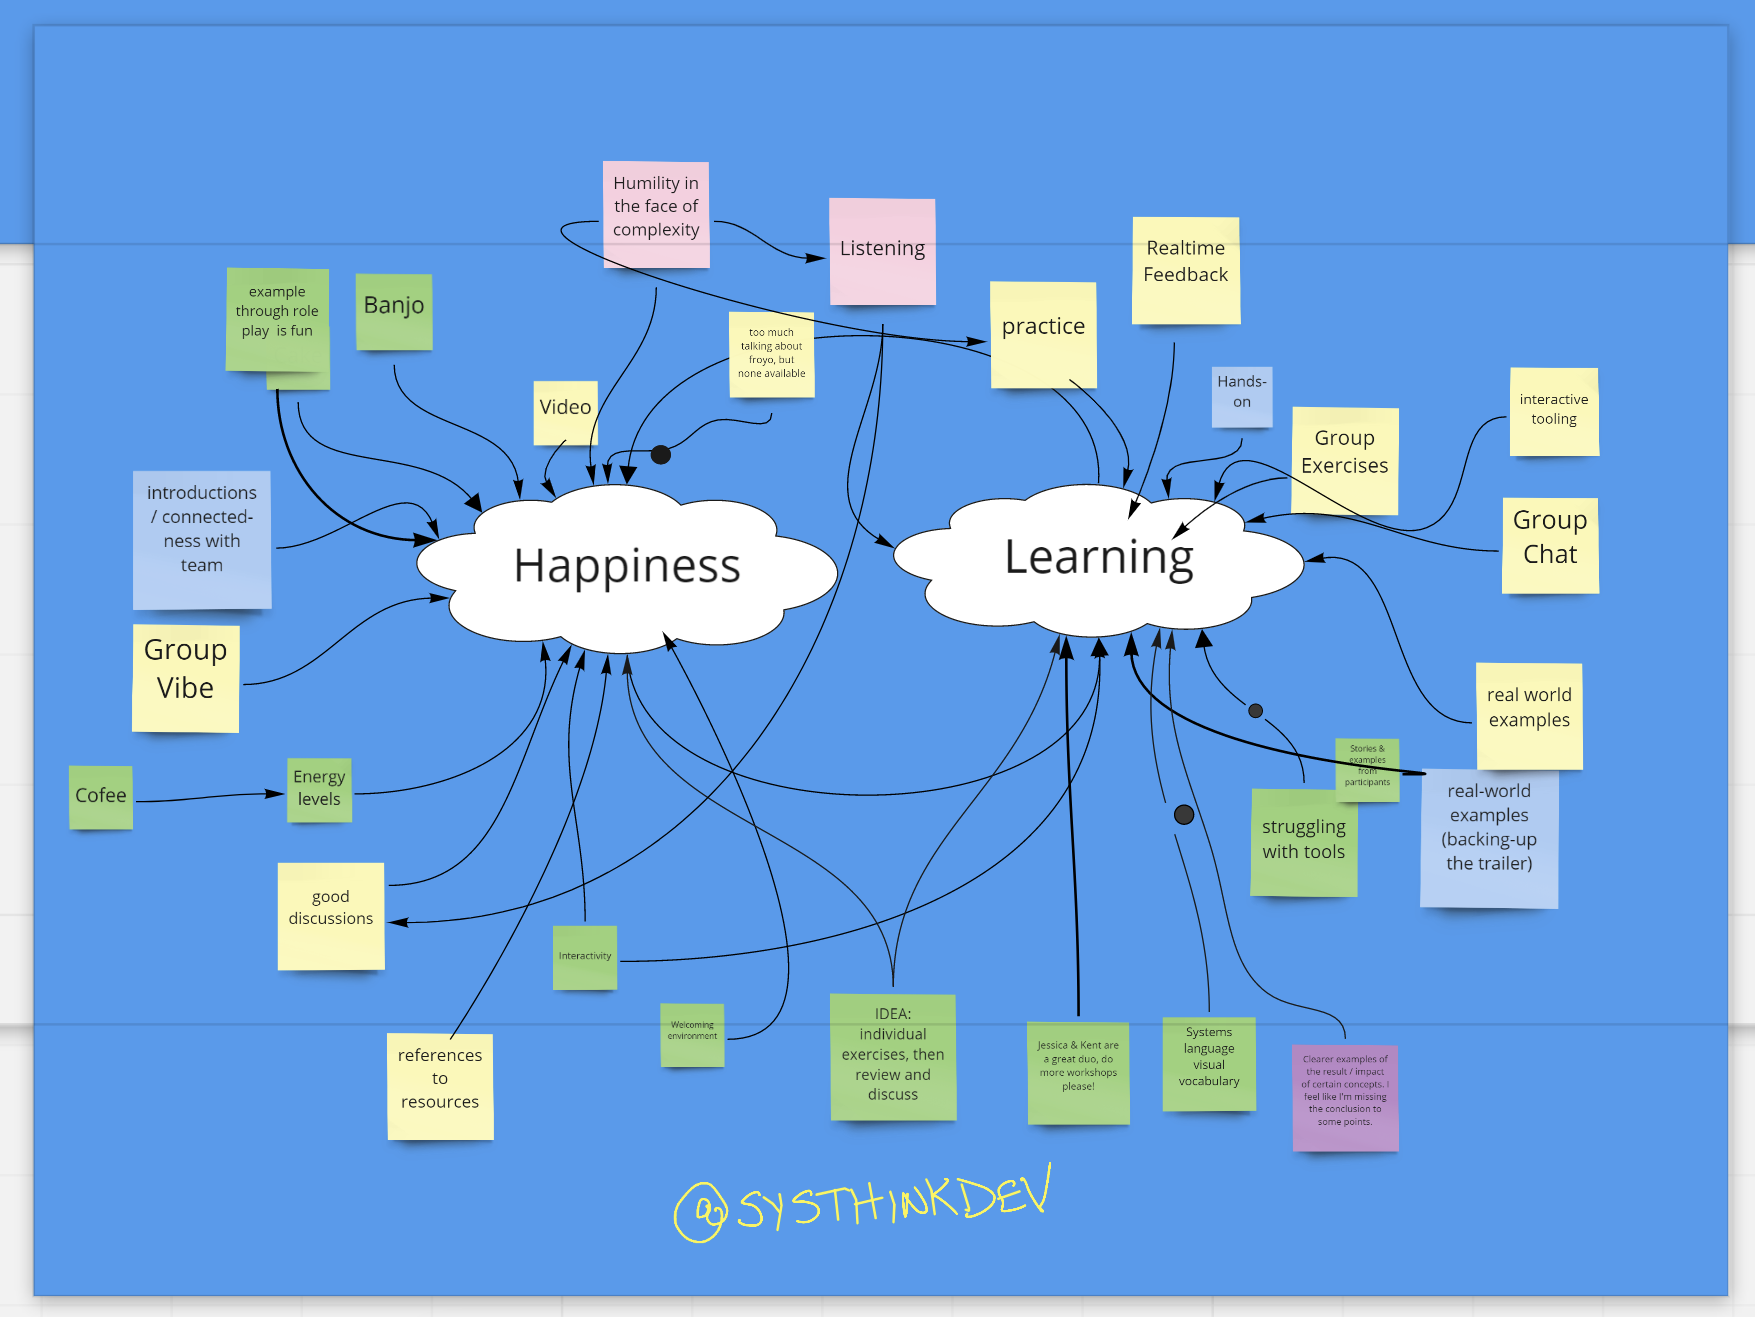 Humility in
the face of
complexity
Listening
Realtime
Feedback
example
through role
play is fun
Banjo
practice
too much
talking about
froyo, but
none available
Video
Hands-
on
interactive
tooling
Group
Exercises
introductions
/ connected-
ness with
team
Group
Chat
Happiness
Learning
Group
Vibe
real world
examples
Cofee
Energy
levels
Stories &
examples
from
participants
real-world
examples
(backing-up
the trailer)
struggling
with tools
good
discussions
Interactivity
Welcoming
environment
IDEA:
individual
exercises, then
review and
discuss
references
to
resources
Jessica & Kent are
a great duo, do
more workshops
please!
Systems
language
visual
vocabulary
Clearer examples of
the result / impact
of certain concepts. I
feel like I'm missing
the conclusion to
some points.
@SYSTHINKDEV